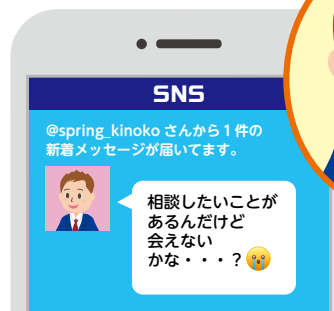 SNS
@spring_kinoko さんから1件の
新着メッセージが届いてます。
相談したいことが
あるんだけど
会えない
かな・・・？😢